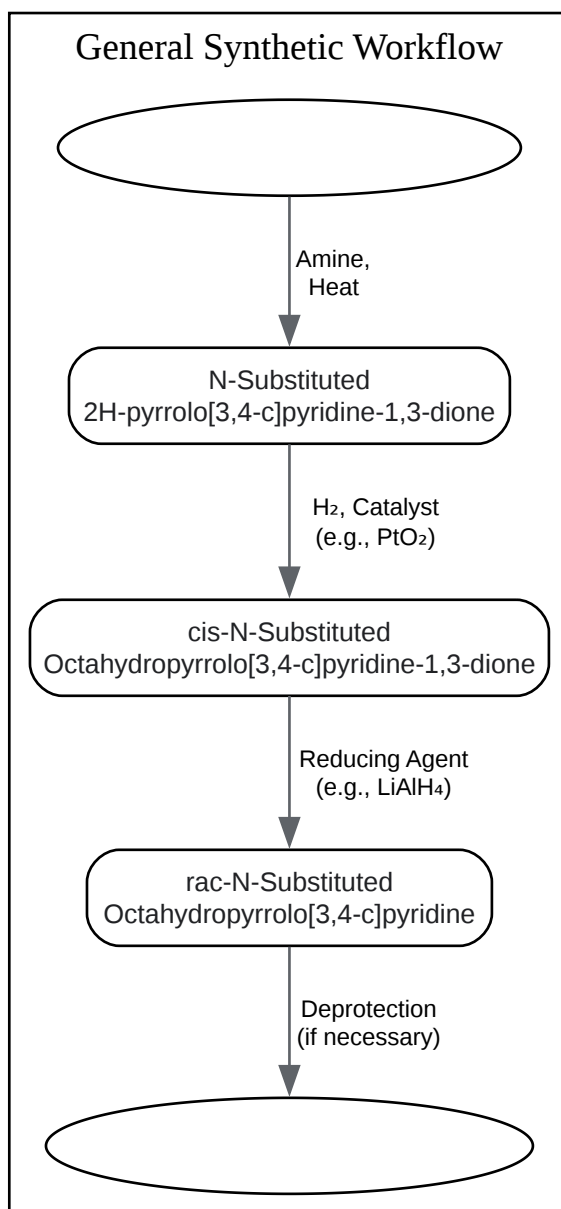 General Synthetic Workflow
Amine,
Heat
N-Substituted
2H-pyrrolo[3,4-c]pyridine-1,3-dione
H₂, Catalyst
(e.g., PtO₂)
cis-N-Substituted
Octahydropyrrolo[3,4-c]pyridine-1,3-dione
Reducing Agent
(e.g., LiAlH₄)
rac-N-Substituted
Octahydropyrrolo[3,4-c]pyridine
Deprotection
(if necessary)